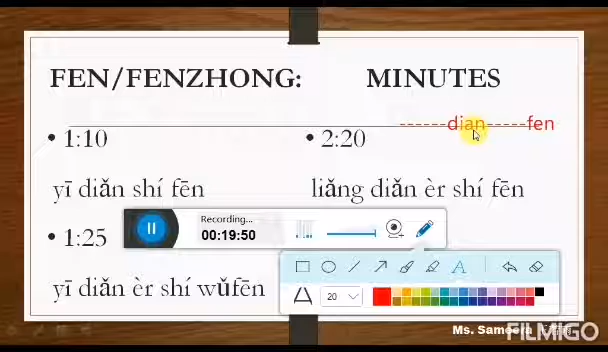 FEN/FENZHONG: MINUTES
------dian-----fen
• 1:10
• 2:20
yī diǎn shí fēn
liǎng diǎn èr shí fēn
Recording...
00:19:50
• 1:25
yī diǎn èr shí wǔfēn
A
20
Ms. Sameera
FILMIGO